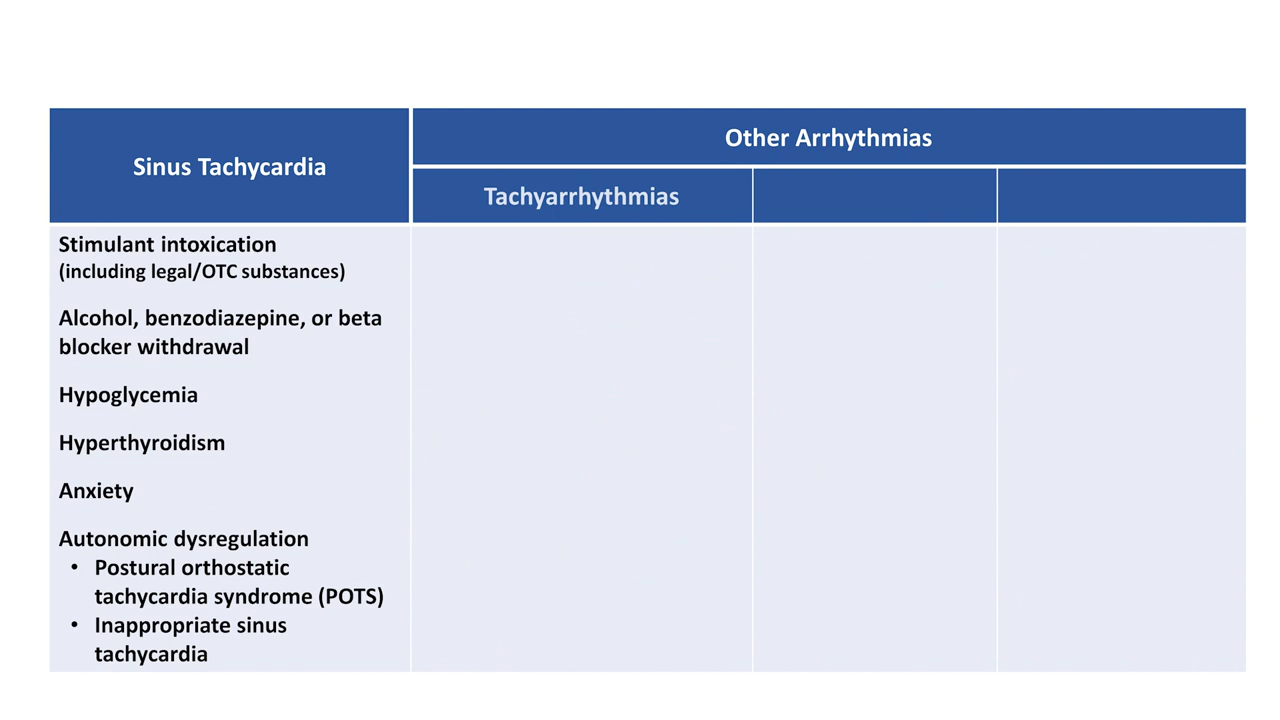 Sinus Tachycardia
Other Arrhythmias
Tachyarrhythmias
Stimulant intoxication
(including legal/OTC substances)
Alcohol, benzodiazepine, or beta
blocker withdrawal
Hypoglycemia
Hyperthyroidism
Anxiety
Autonomic dysregulation
• Postural orthostatic
tachycardia syndrome (POTS)
• Inappropriate sinus
tachycardia